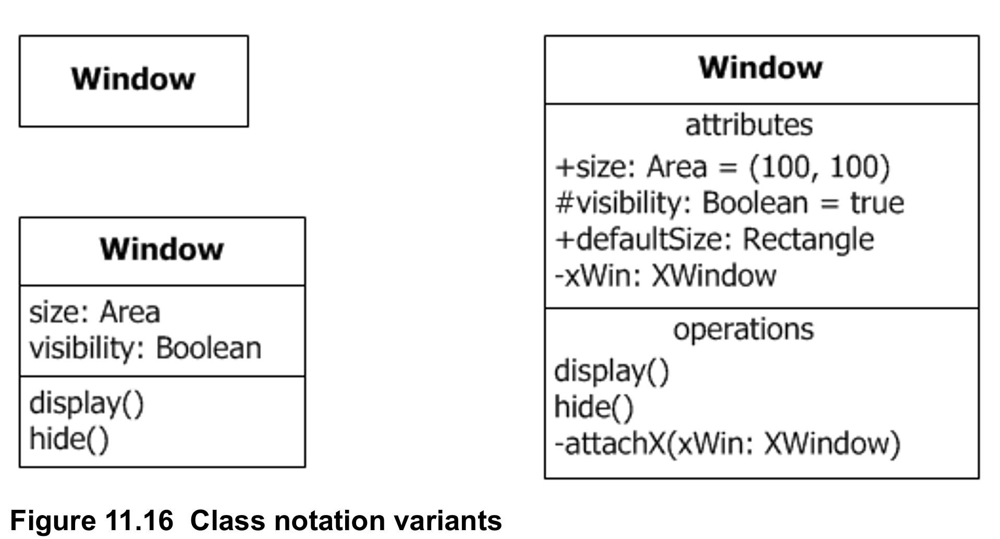 Window
Window
size: Area
visibility: Boolean
display()
hide()
Window
attributes
+size: Area = (100, 100)
#visibility: Boolean = true
+defaultSize: Rectangle
-xWin: XWindow
operations
display()
hide()
-attachX(xWin: XWindow)
Figure 11.16  Class notation variants